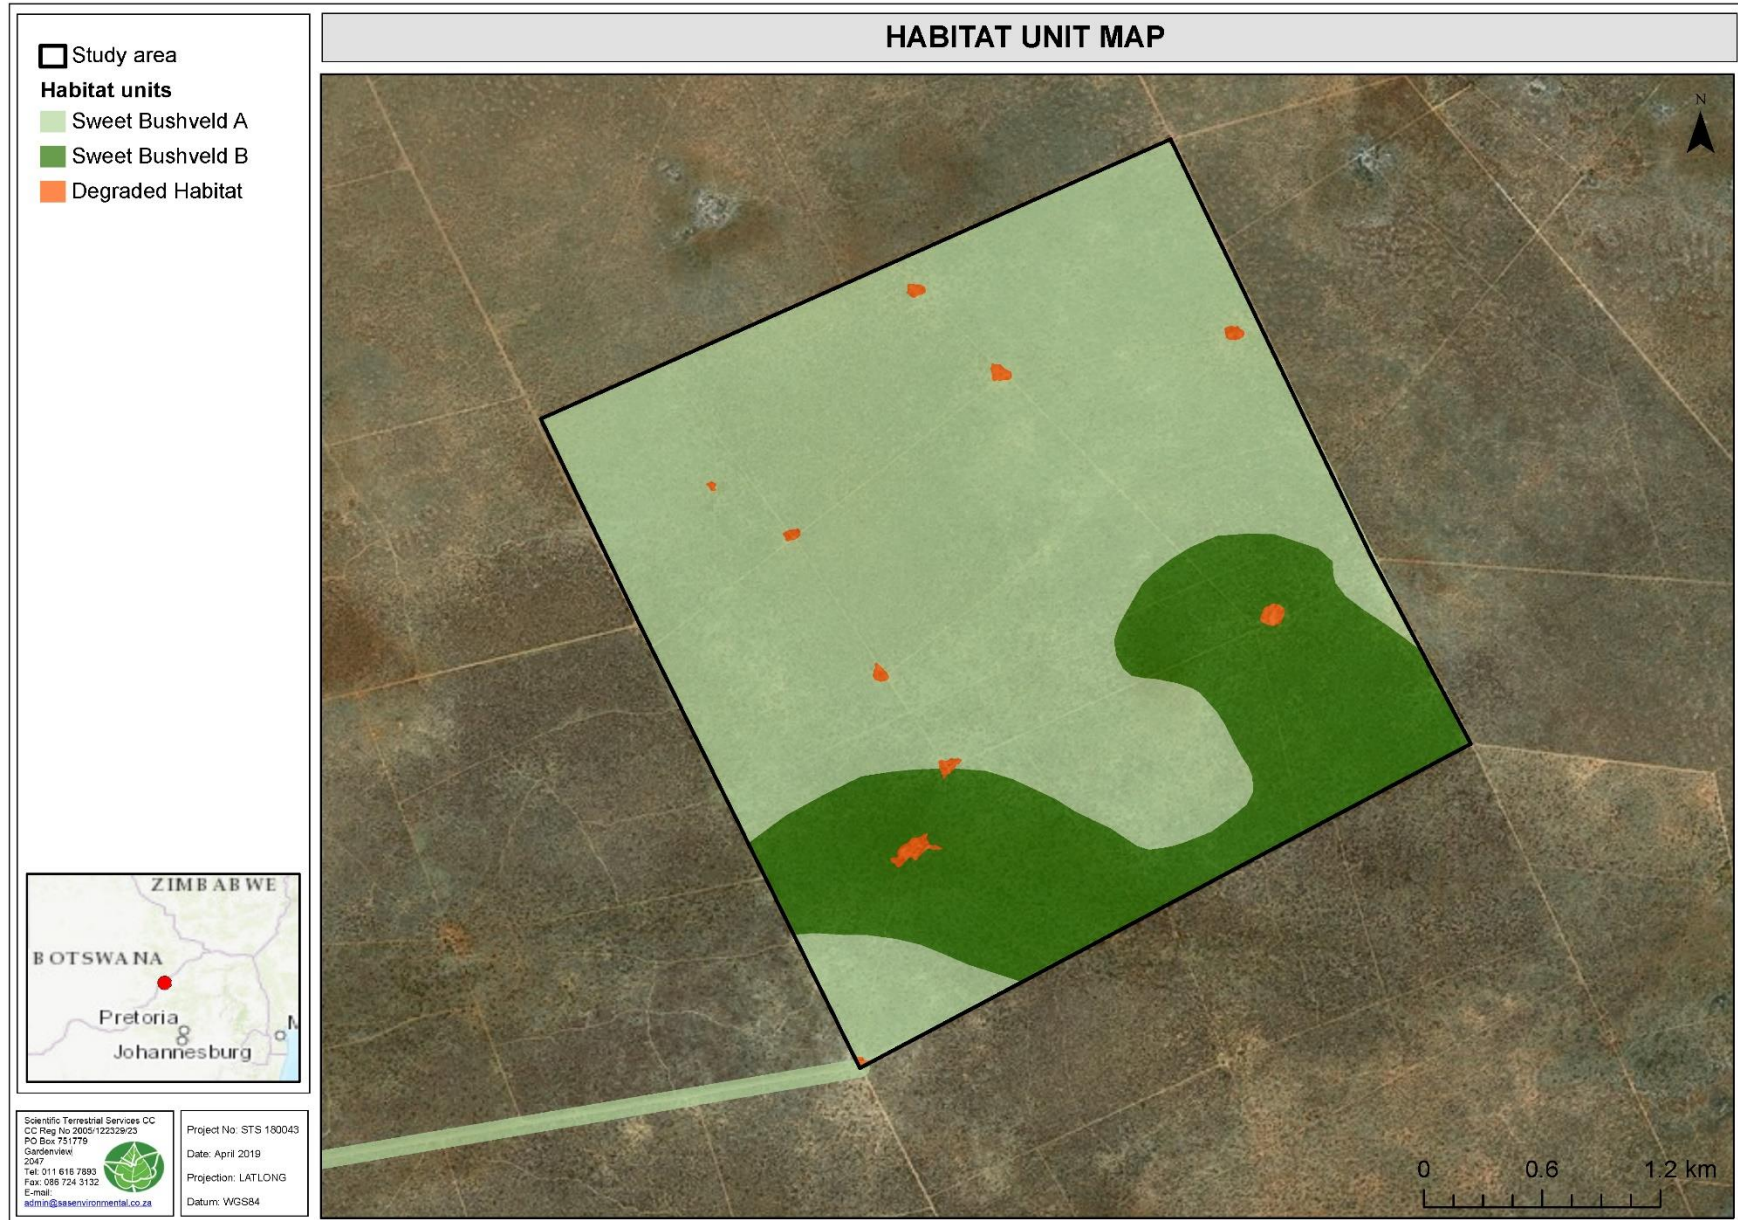 HABITAT UNIT MAP
Study area
Habitat units
Sweet Bushveld A
Sweet Bushveld B
Degraded Habitat
N
ZIMBABWE
BOTSWANA
Pretoria
Johannesburg
M
Scientific Terrestrial Services CC
CC Reg No 2005/122329/23
PO Box 751779
Gardenview
2047
Tel: 011 616 7893
Fax: 086 724 3132
E-mail:
admin@sasenvironmental.co.za
Project No: STS 180043
Date: April 2019
Projection: LATLONG
Datum: WGS84
0 0.6 1.2 km